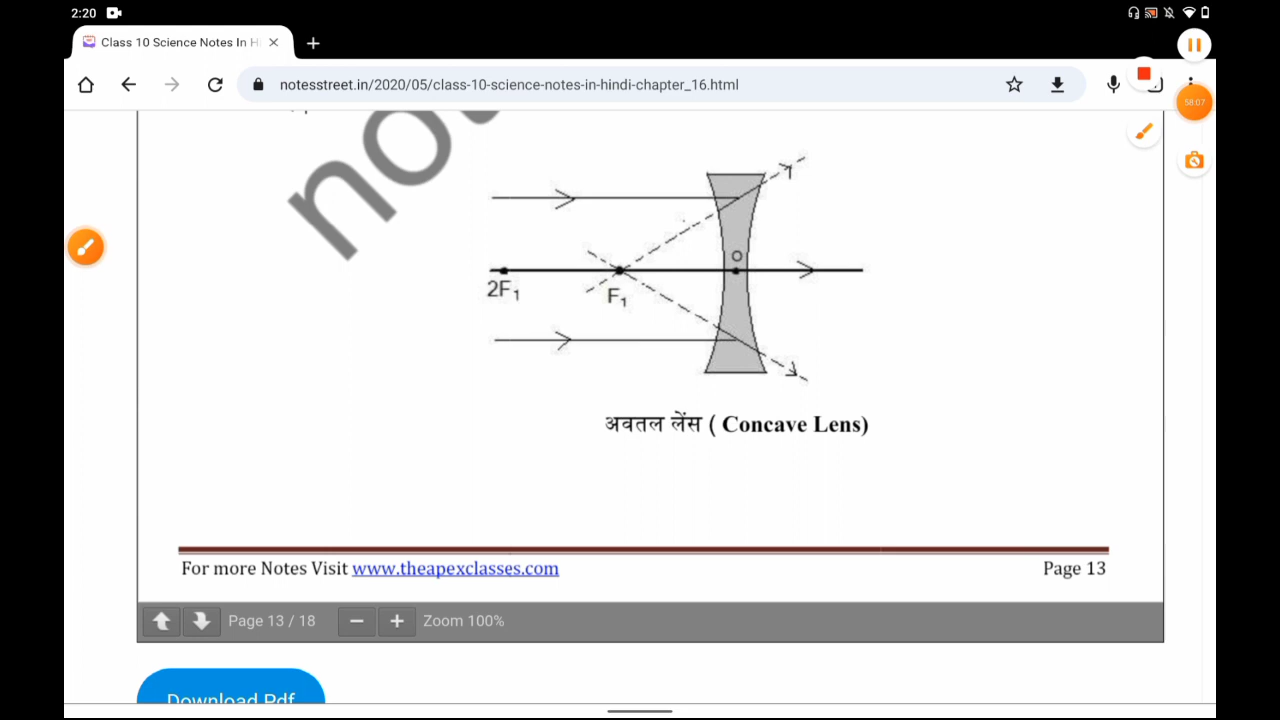 2:20
Class 10 Science Notes In H
notesstreet.in/2020/05/class-10-science-notes-in-hindi-chapter_16.html
58:07
not
O
2F1
F1
अवतल लेंस ( Concave Lens)
For more Notes Visit www.theapexclasses.com
Page 13
Page 13 / 18
Zoom 100%
Download Pdf